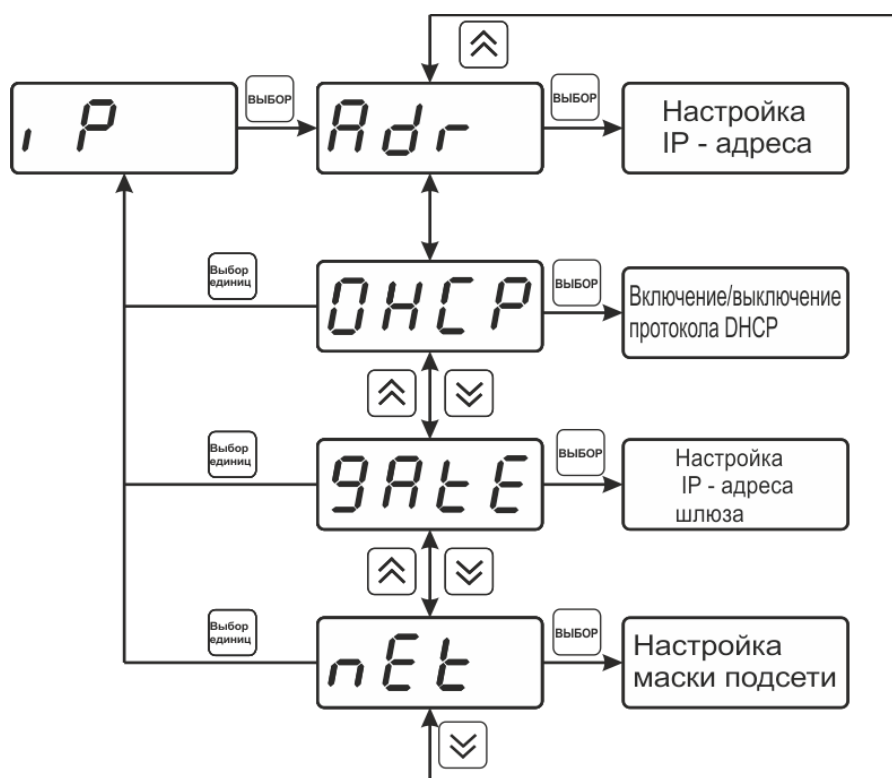 ıP
ВЫБОР
Adr
ВЫБОР
Настройка
IP - адреса
Выбор
единиц
DHCP
ВЫБОР
Включение/выключение
протокола DHCP
Выбор
единиц
gAtE
ВЫБОР
Настройка
IP - адреса
шлюза
Выбор
единиц
nEt
ВЫБОР
Настройка
маски подсети